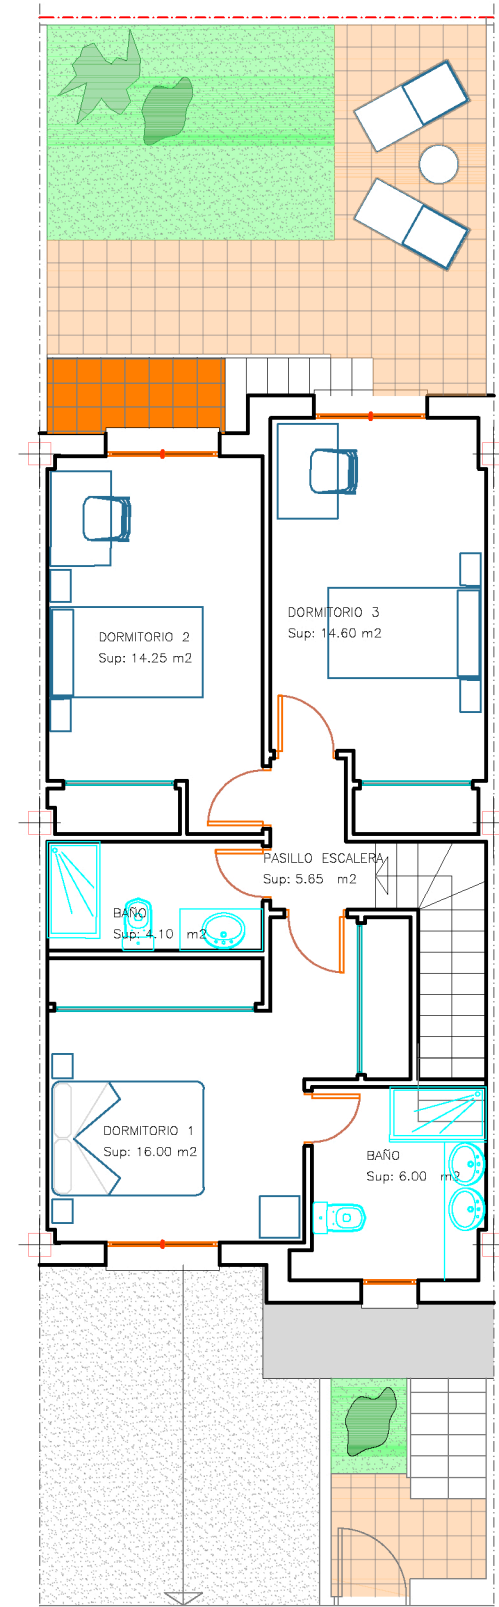 DORMITORIO 3
Sup: 14.60 m2
DORMITORIO 2
Sup: 14.25 m2
PASILLO ESCALERA
Sup: 5.65 m2
BAÑO
Sup: 4.10 m2
DORMITORIO 1
Sup: 16.00 m2
BAÑO
Sup: 6.00 m2